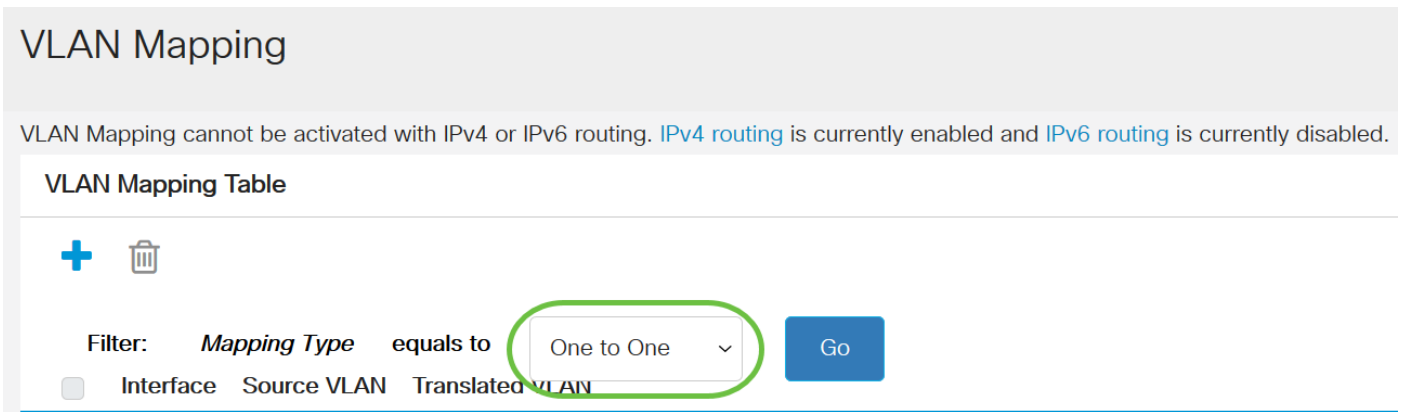 VLAN Mapping
VLAN Mapping cannot be activated with IPv4 or IPv6 routing. IPv4 routing is currently enabled and IPv6 routing is currently disabled.
VLAN Mapping Table
Filter: Mapping Type equals to One to One Go
Interface Source VLAN Translated VLAN